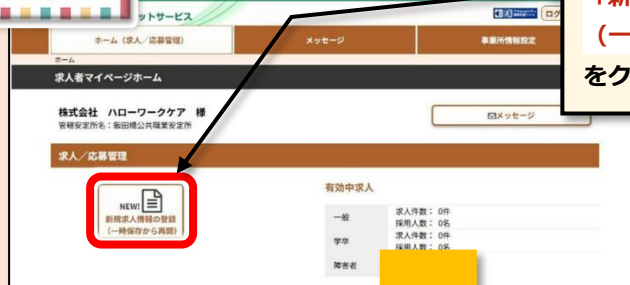 ットサービス
ログ
ホーム（求人／応募管理）
メッセージ
事業所情報設定
「新
（一
をク
ホーム
求人者マイページホーム
株式会社 ハローワークケア 様
管轄安定所名：飯田橋公共職業安定所
メッセージ
求人／応募管理
有効中求人
NEW!
新規求人情報の登録
（一時保存から再開）
一般
求人件数： 0件
採用人数： 0名
学卒
求人件数： 0件
採用人数： 0名
障害者